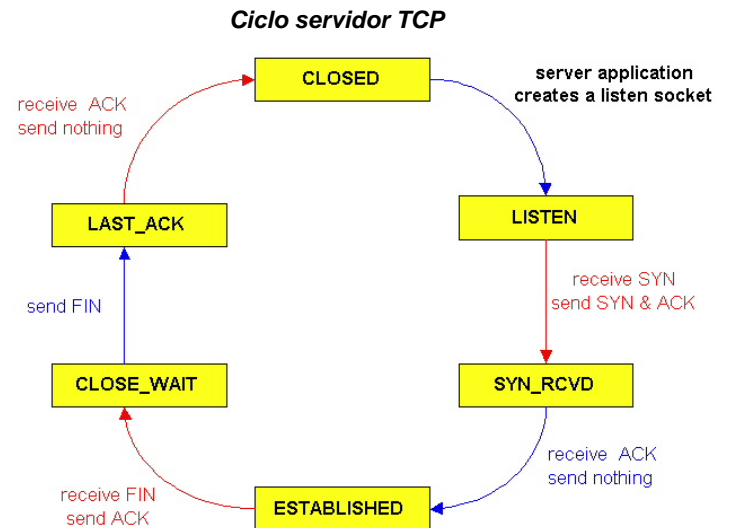 Ciclo servidor TCP
CLOSED
server application
creates a listen socket
receive ACK
send nothing
LAST_ACK
LISTEN
receive SYN
send SYN & ACK
send FIN
CLOSE_WAIT
SYN_RCVD
receive ACK
send nothing
receive FIN
send ACK
ESTABLISHED